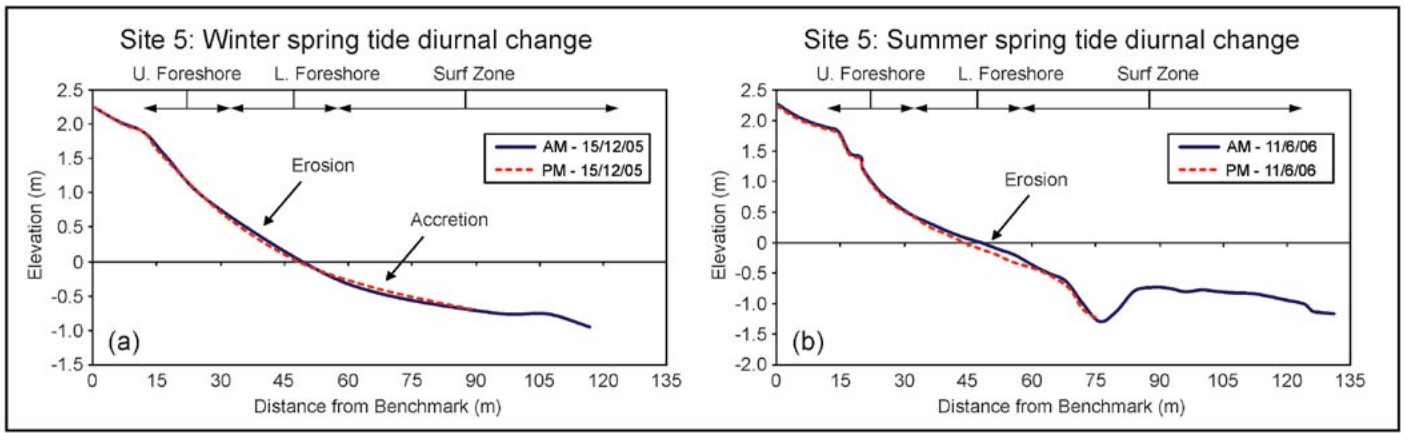 Site 5: Winter spring tide diurnal change
U. Foreshore L. Foreshore Surf Zone
2.5
2.0
1.5
1.0
0.5
0
-0.5
-1.0
-1.5
Elevation (m)
AM - 15/12/05
PM - 15/12/05
Erosion
Accretion
(a)
0 15 30 45 60 75 90 105 120 135
Distance from Benchmark (m)
Site 5: Summer spring tide diurnal change
U. Foreshore L. Foreshore Surf Zone
2.5
2.0
1.5
1.0
0.5
0
-0.5
-1.0
-1.5
-2.0
Elevation (m)
AM - 11/6/06
PM - 11/6/06
Erosion
(b)
0 15 30 45 60 75 90 105 120 135
Distance from Benchmark (m)